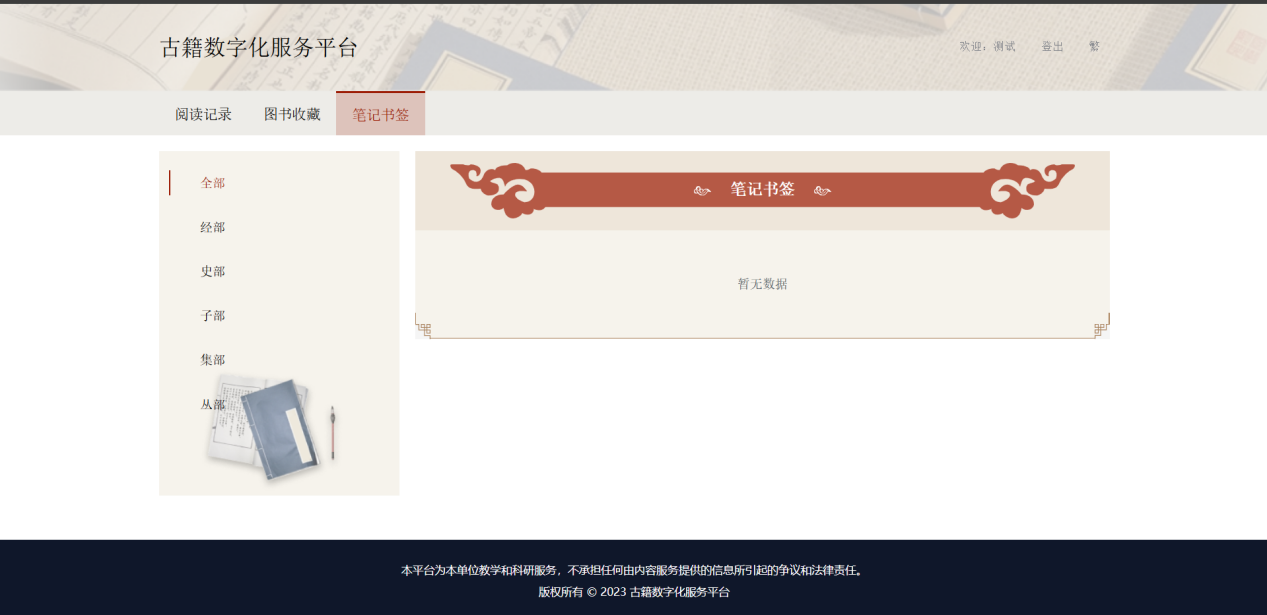 古籍数字化服务平台
欢迎：测试 登出 繁
阅读记录 图书收藏 笔记书签
全部
经部
史部
子部
集部
丛部
笔记书签
暂无数据
本平台为本单位教学和科研服务，不承担任何由内容服务提供的信息所引起的争议和法律责任。
版权所有 © 2023 古籍数字化服务平台